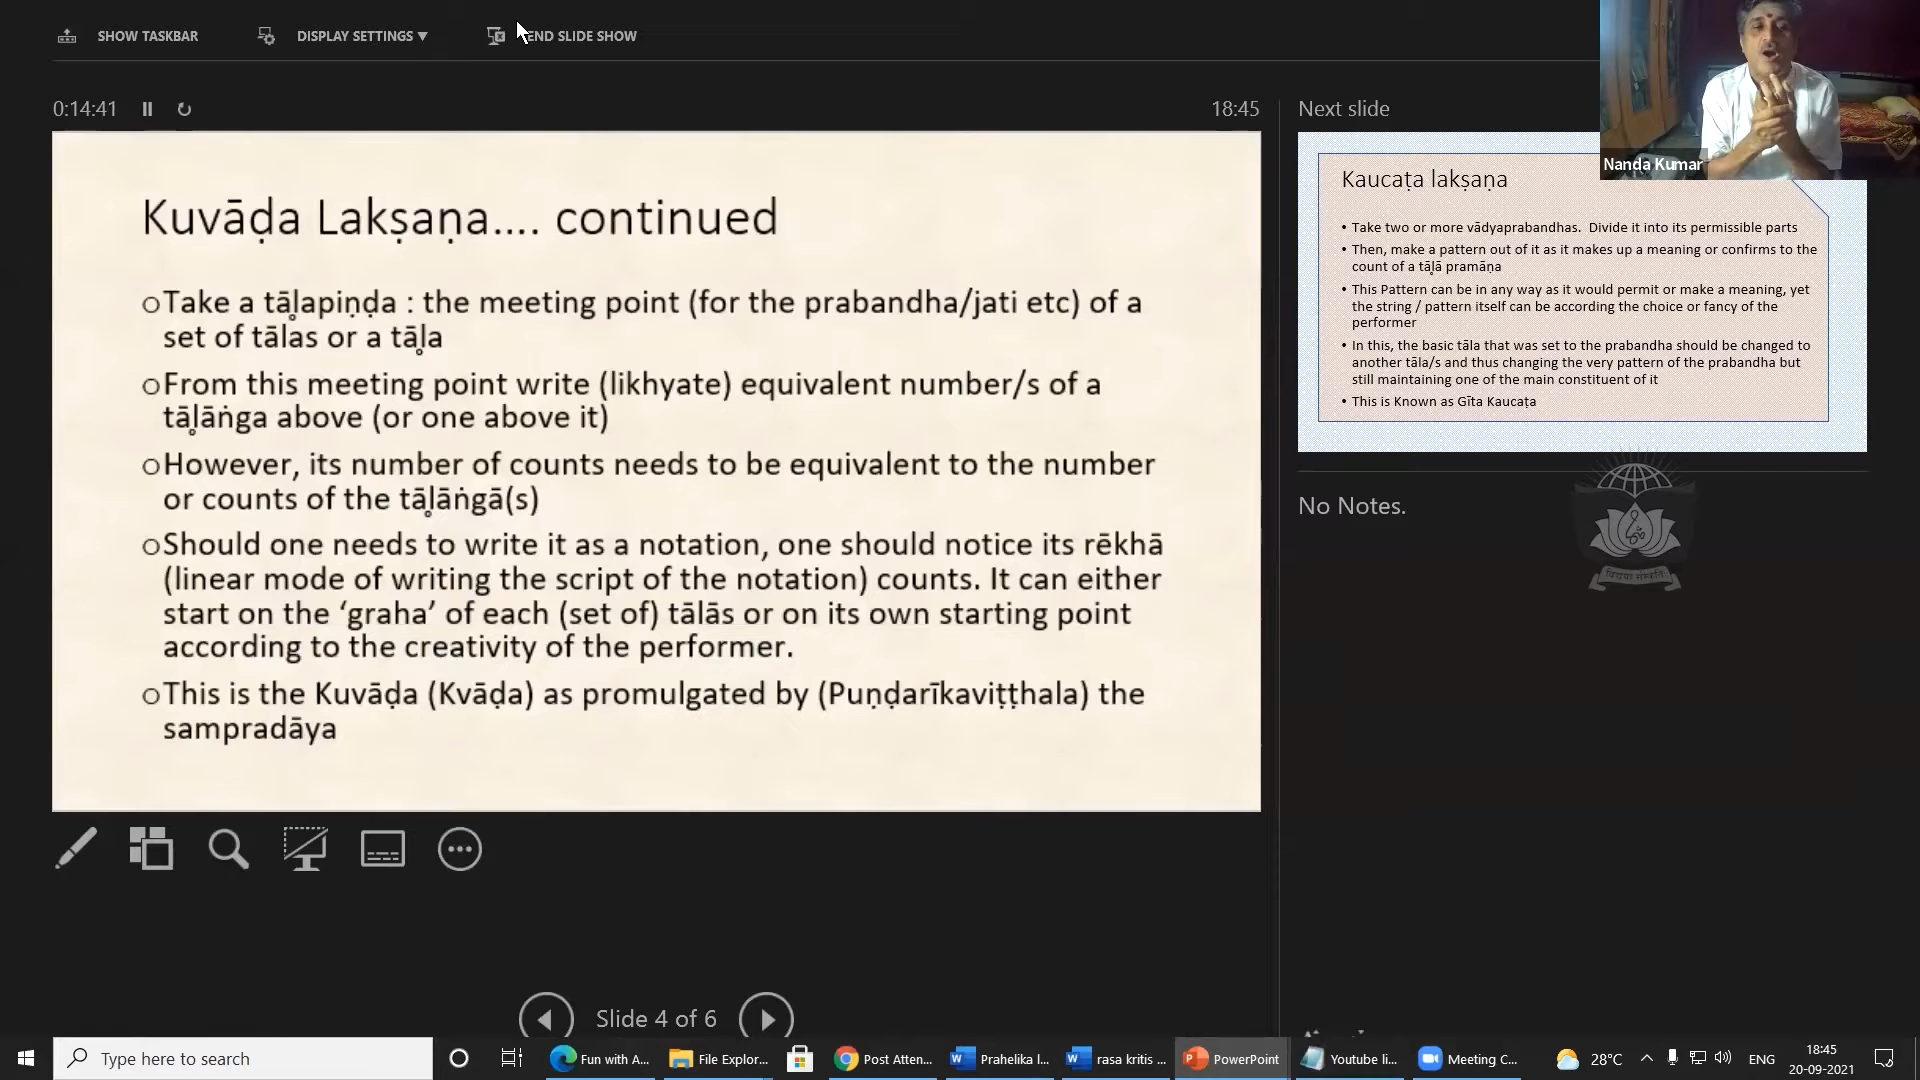 SHOW TASKBAR
DISPLAY SETTINGS ▼
END SLIDE SHOW
0:14:41
18:45
Next slide
Kuvāḍa Lakṣaṇa.... continued
oTake a tāḷapiṇḍa : the meeting point (for the prabandha/jati etc) of a
set of tālas or a tāḷa
oFrom this meeting point write (likhyate) equivalent number/s of a
tāḷāṅga above (or one above it)
oHowever, its number of counts needs to be equivalent to the number
or counts of the tāḷāṅgā(s)
oShould one needs to write it as a notation, one should notice its rēkhā
(linear mode of writing the script of the notation) counts. It can either
start on the ‘graha’ of each (set of) tālās or on its own starting point
according to the creativity of the performer.
oThis is the Kuvāḍa (Kvāḍa) as promulgated by (Puṇḍarīkaviṭṭhala) the
sampradāya
Kaucaṭa lakṣaṇa
• Take two or more vādyaprabandhas. Divide it into its permissible parts
• Then, make a pattern out of it as it makes up a meaning or confirms to the
count of a tāḷā pramāṇa
• This Pattern can be in any way as it would permit or make a meaning, yet
the string / pattern itself can be according the choice or fancy of the
performer
• In this, the basic tāla that was set to the prabandha should be changed to
another tāla/s and thus changing the very pattern of the prabandha but
still maintaining one of the main constituent of it
• This is Known as Gīta Kaucaṭa
Nanda Kumar
No Notes.
Slide 4 of 6
Type here to search
Fun with A...
File Explor...
Post Atten...
Prahelika l...
rasa kritis ...
PowerPoint
Youtube li...
Meeting C...
28°C
ENG
18:45
20-09-2021